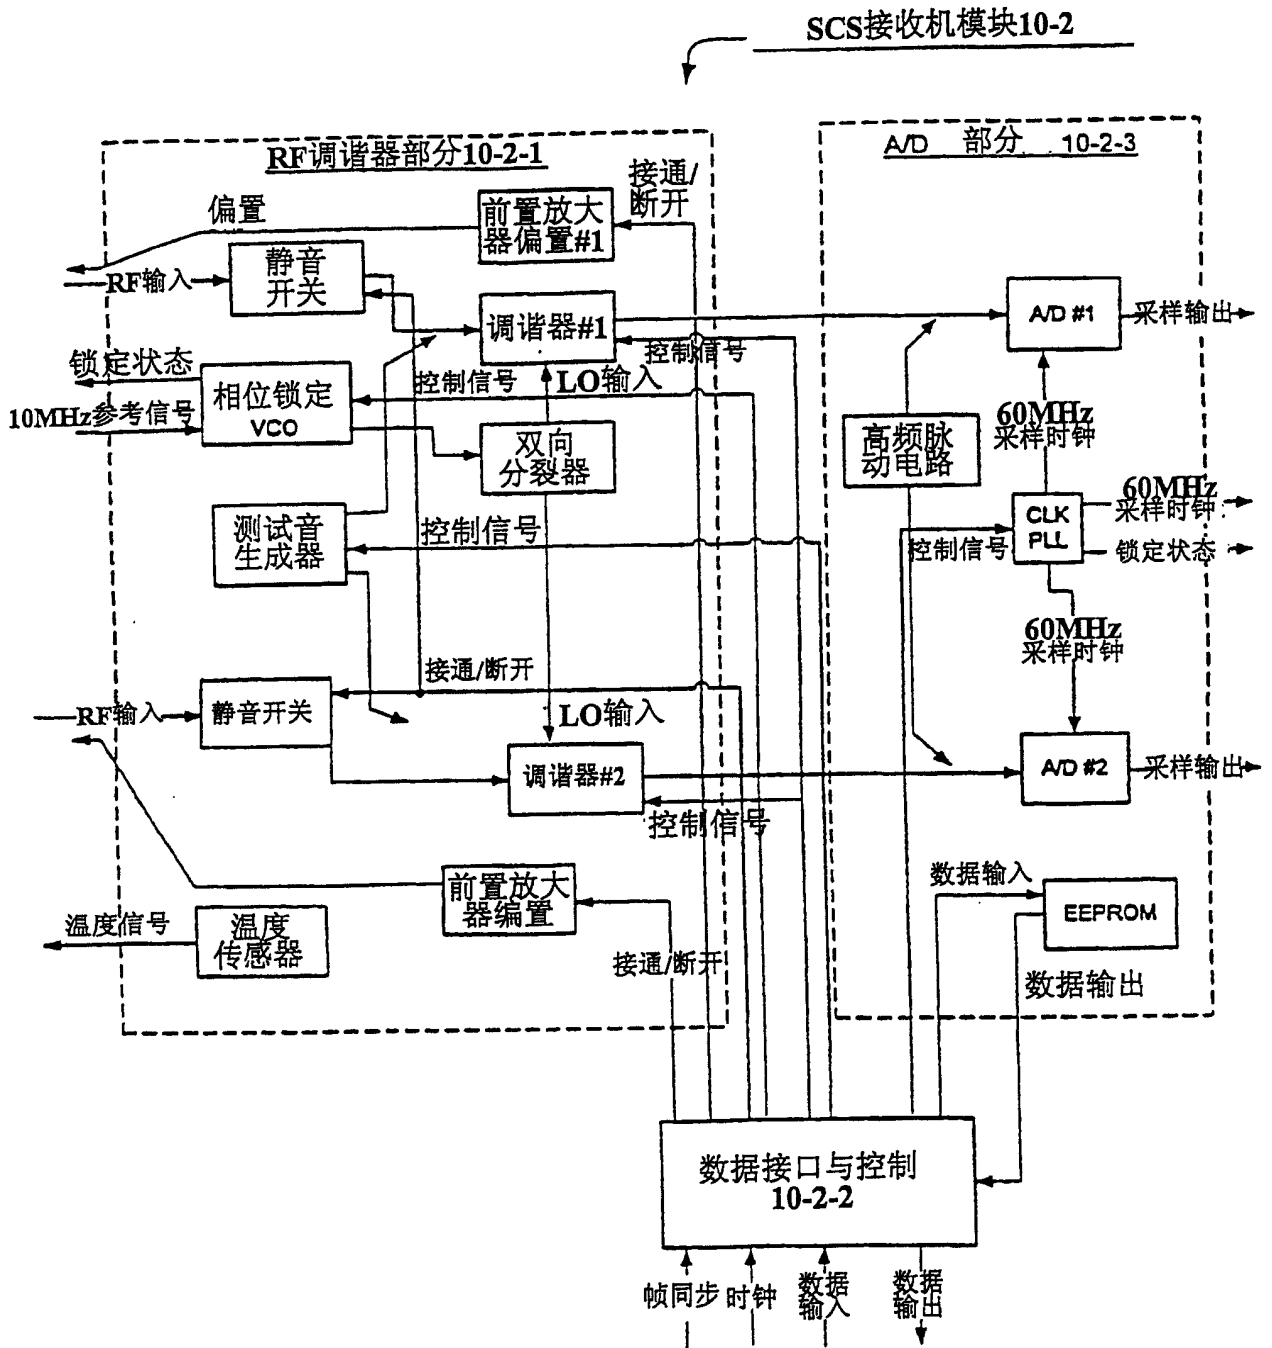 SCS接收机模块10-2
RF调谐器部分10-2-1
A/D 部分 10-2-3
偏置
前置放大
器偏置#1
接通/
断开
RF输入
静音
开关
调谐器#1
控制信号
A/D #1
采样输出
锁定状态
10MHz参考信号
相位锁定
VCO
控制信号
LO输入
双向
分裂器
高频脉
动电路
60MHz
采样时钟
CLK
PLL
60MHz
采样时钟
锁定状态
控制信号
测试音
生成器
控制信号
60MHz
采样时钟
接通/断开
RF输入
静音开关
LO输入
调谐器#2
控制信号
A/D #2
采样输出
前置放大
器编置
接通/断开
温度信号
温度
传感器
数据输入
EEPROM
数据输出
数据接口与控制
10-2-2
帧同步
时钟
数据
输入
数据
输出